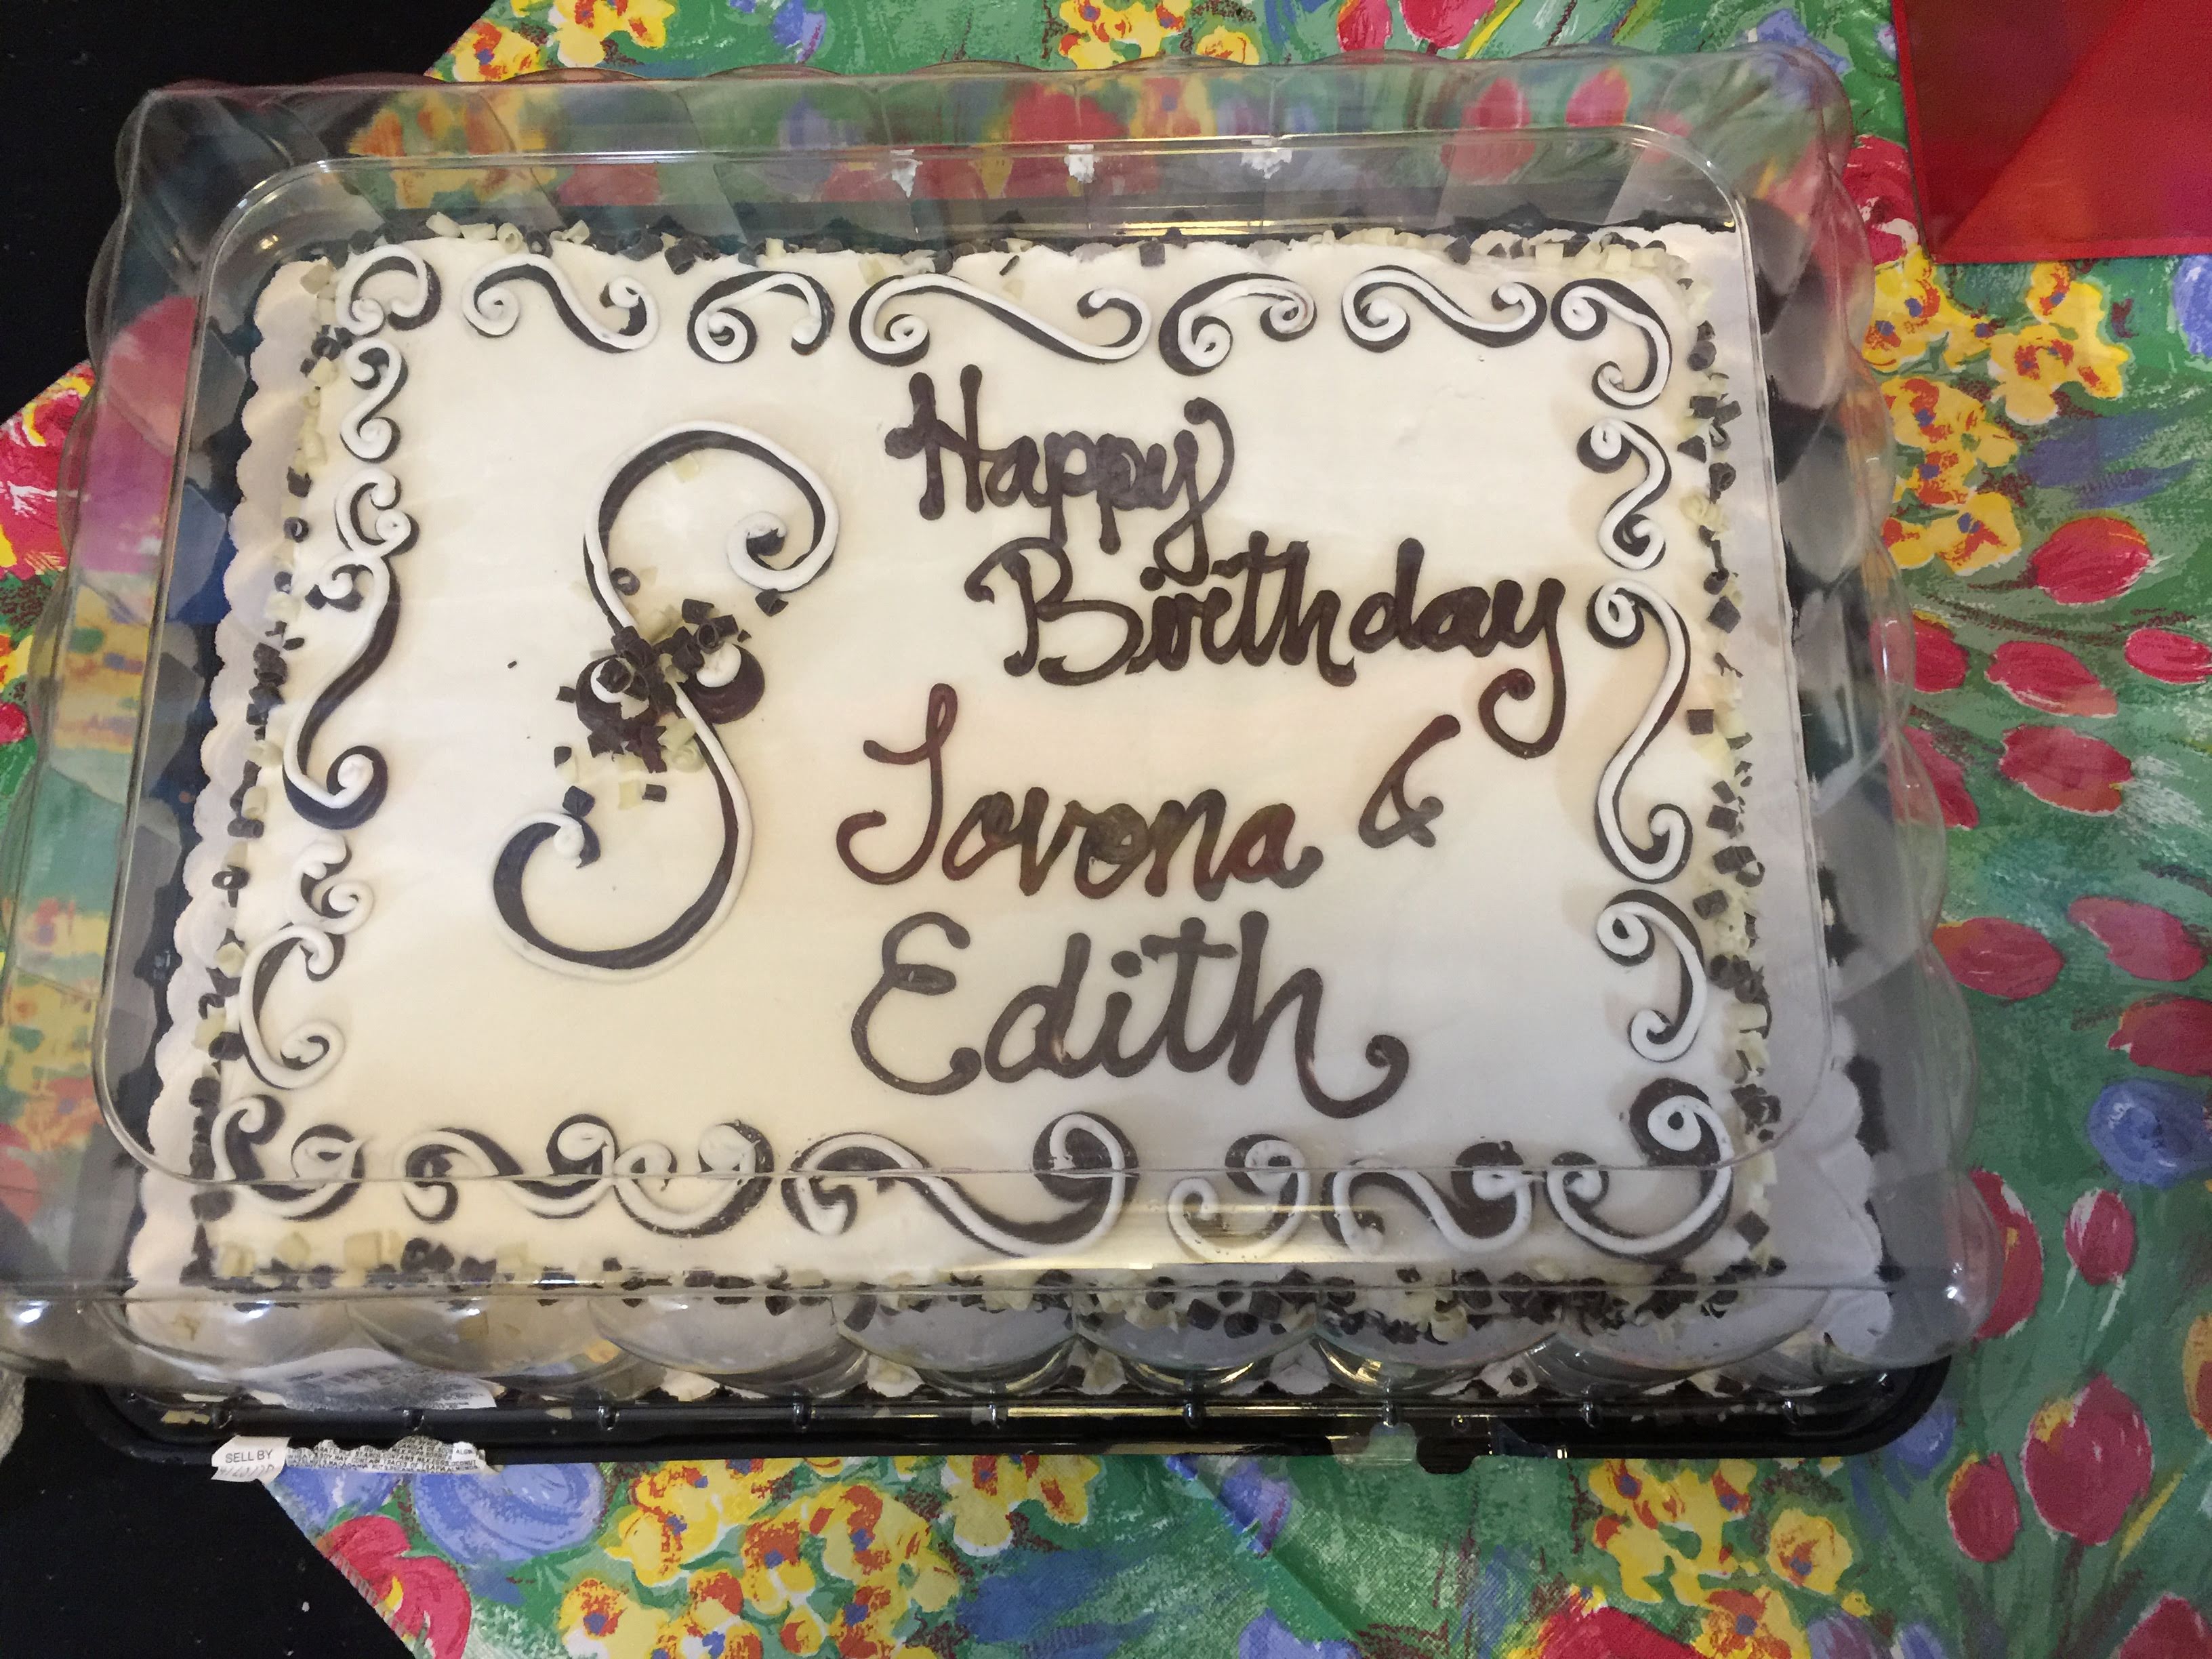 Happy
Birthday
Jovona &
Edith
SELL BY